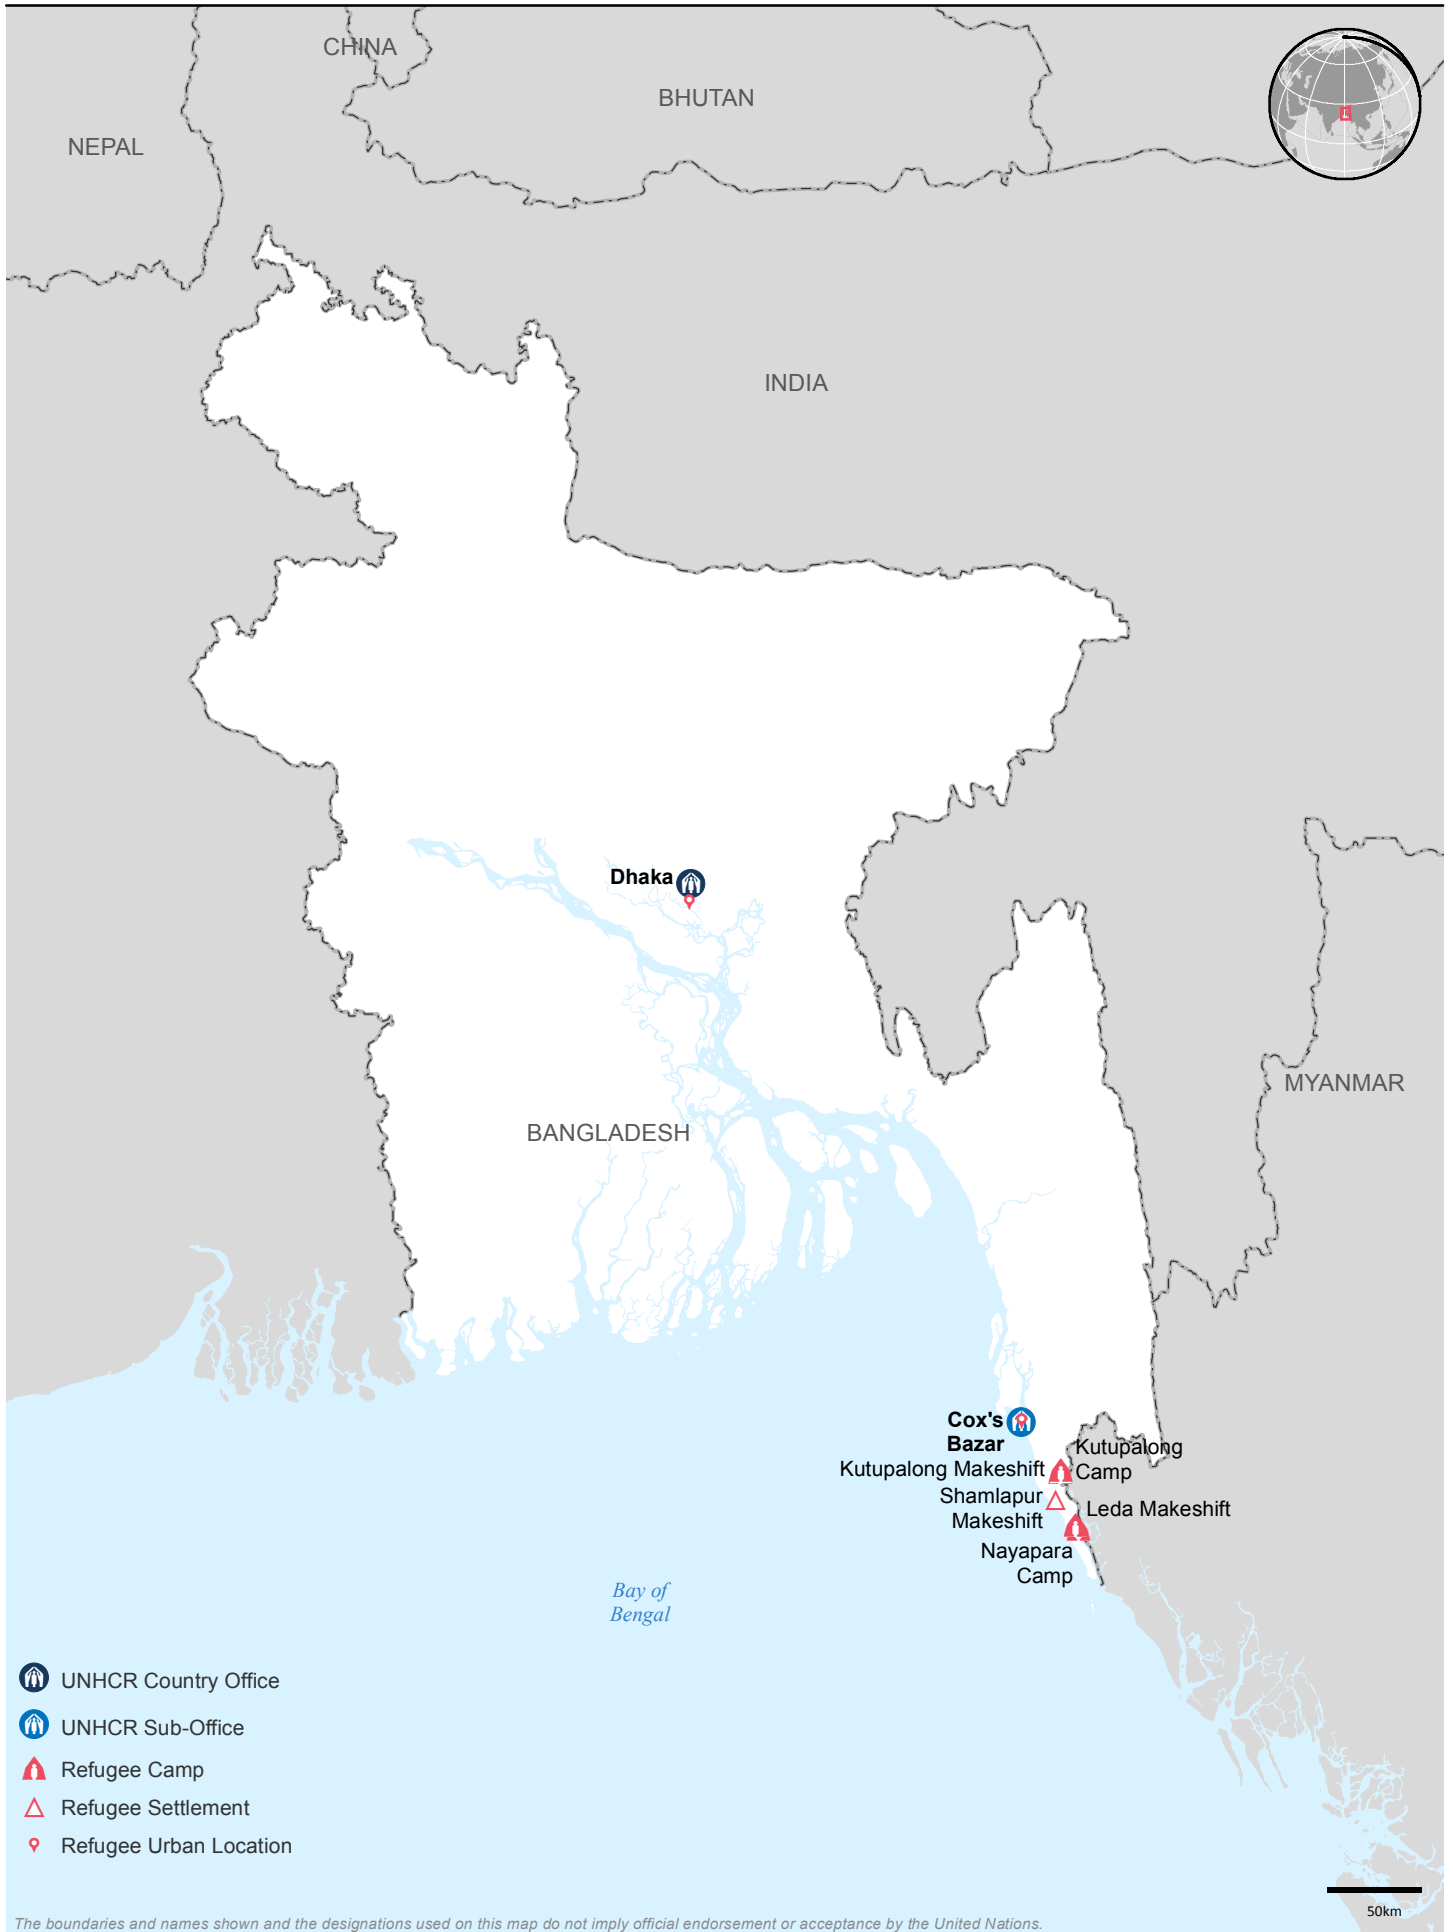 CHINA
BHUTAN
NEPAL
INDIA
Dhaka
MYANMAR
BANGLADESH
Cox's
Bazar
Kutupalong
Camp
Kutupalong Makeshift
Shamlapur
Makeshift
Leda Makeshift
Nayapara
Camp
Bay of
Bengal
UNHCR Country Office
UNHCR Sub-Office
Refugee Camp
Refugee Settlement
Refugee Urban Location
50km
The boundaries and names shown and the designations used on this map do not imply official endorsement or acceptance by the United Nations.